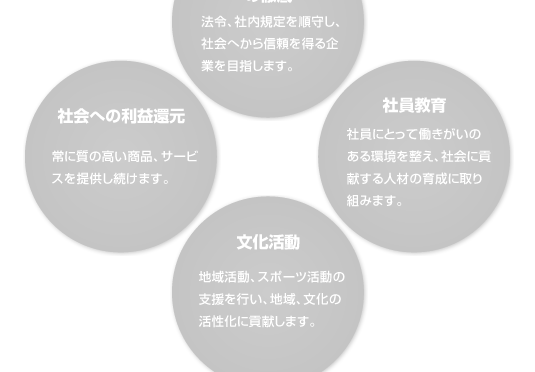 法令、社内規定を順守し、
社会へから信頼を得る企
業を目指します。
社会への利益還元
常に質の高い商品、サービ
スを提供し続けます。
社員教育
社員にとって働きがいの
ある環境を整え、社会に貢
献する人材の育成に取り
組みます。
文化活動
地域活動、スポーツ活動の
支援を行い、地域、文化の
活性化に貢献します。